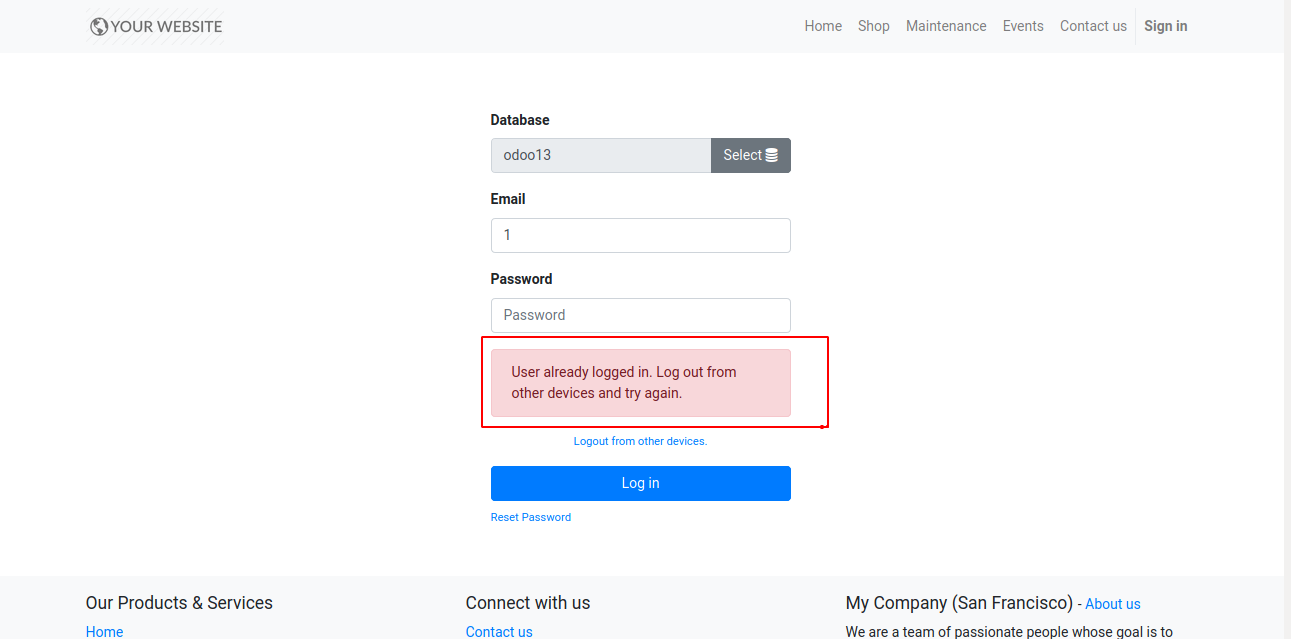 YOUR WEBSITE
Home Shop Maintenance Events Contact us Sign in
Database
odoo13 Select
Email
1
Password
Password
User already logged in. Log out from
other devices and try again.
Logout from other devices.
Log in
Reset Password
Our Products & Services Connect with us My Company (San Francisco) - About us
Home Contact us We are a team of passionate people whose goal is to